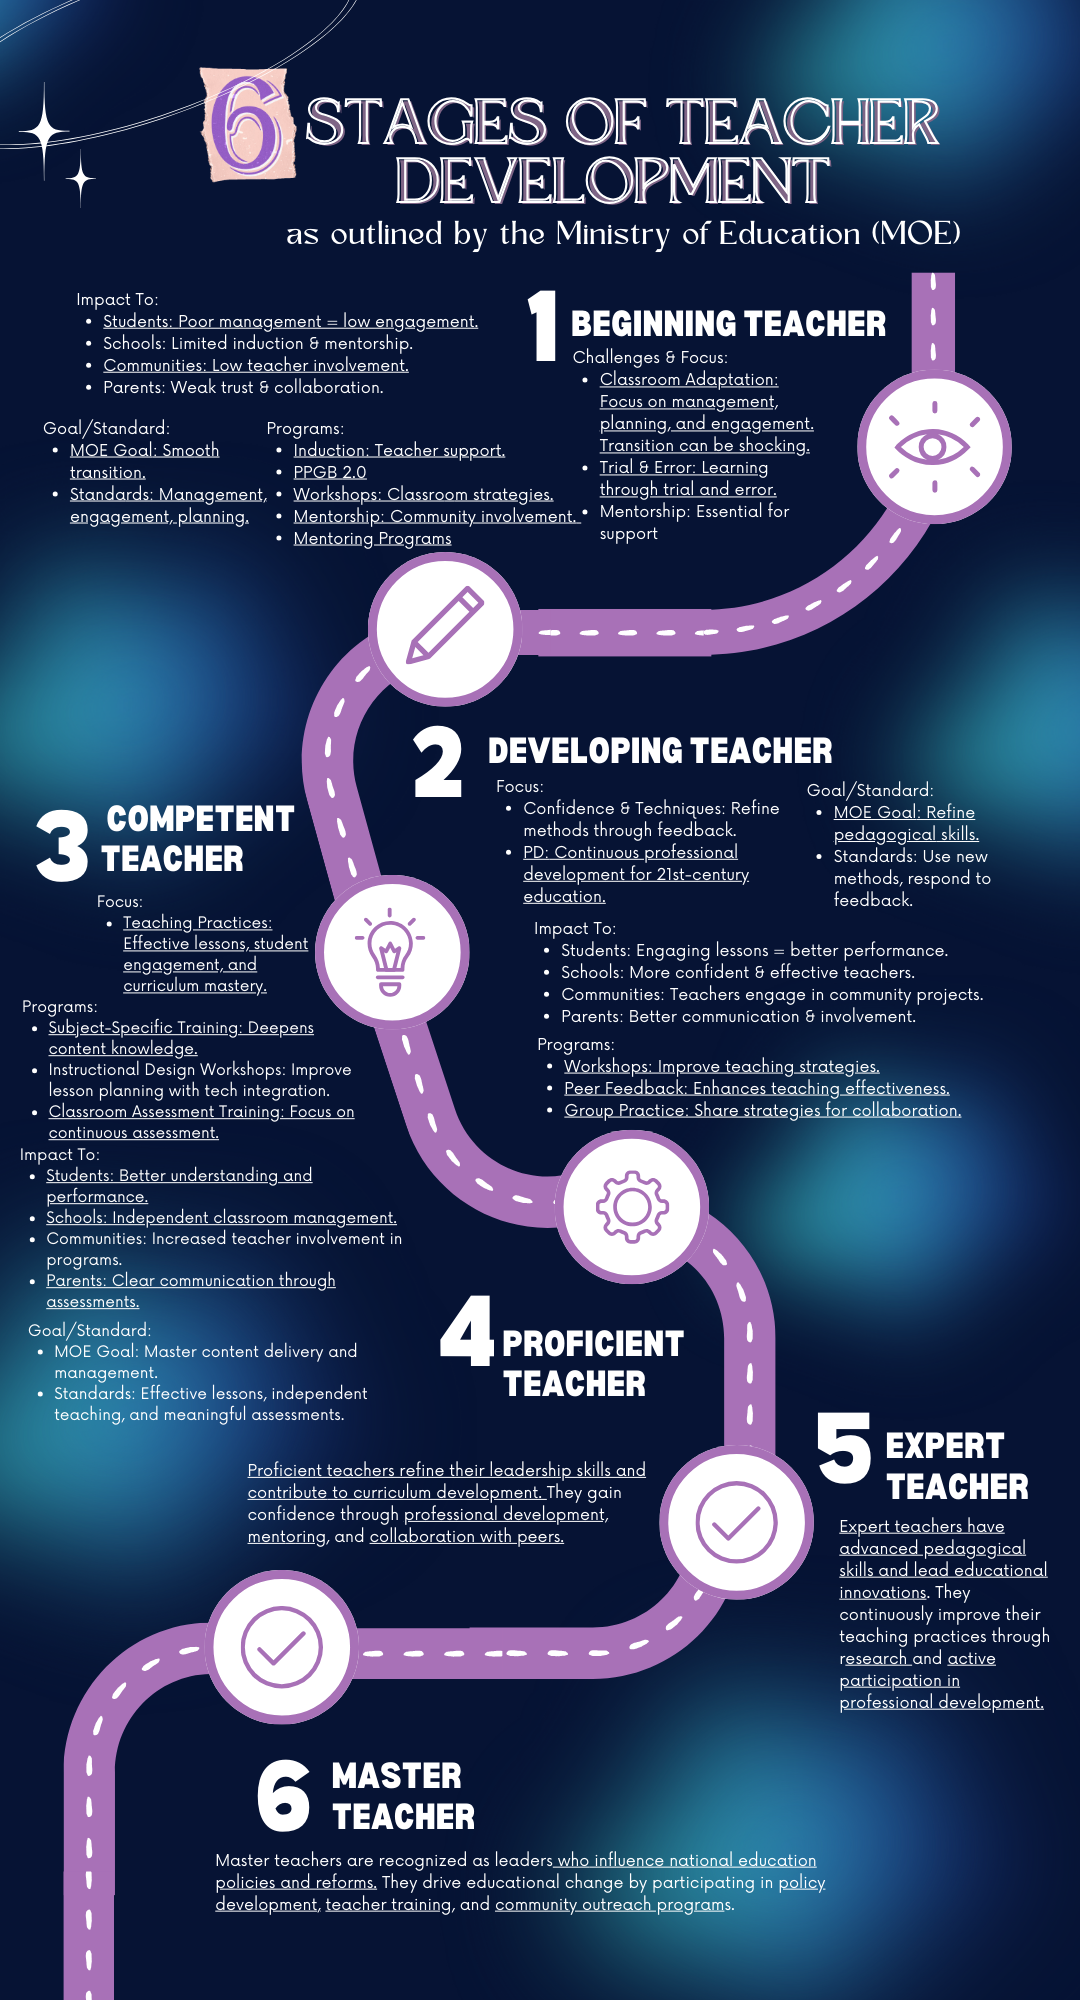 6 STAGES OF TEACHER
DEVELOPMENT
as outlined by the Ministry of Education (MOE)
1 BEGINNING TEACHER
Challenges & Focus:
• Classroom Adaptation:
Focus on management,
planning, and engagement.
Transition can be shocking.
• Trial & Error: Learning
through trial and error.
• Mentorship: Essential for
support
Impact To:
• Students: Poor management = low engagement.
• Schools: Limited induction & mentorship.
• Communities: Low teacher involvement.
• Parents: Weak trust & collaboration.
Goal/Standard:
• MOE Goal: Smooth
transition.
• Standards: Management,
engagement, planning.
Programs:
• Induction: Teacher support.
• PPGB 2.0
• Workshops: Classroom strategies.
• Mentorship: Community involvement.
• Mentoring Programs
2 DEVELOPING TEACHER
Focus:
• Confidence & Techniques: Refine
methods through feedback.
• PD: Continuous professional
development for 21st-century
education.
Goal/Standard:
• MOE Goal: Refine
pedagogical skills.
• Standards: Use new
methods, respond to
feedback.
Impact To:
• Students: Engaging lessons = better performance.
• Schools: More confident & effective teachers.
• Communities: Teachers engage in community projects.
• Parents: Better communication & involvement.
Programs:
• Workshops: Improve teaching strategies.
• Peer Feedback: Enhances teaching effectiveness.
• Group Practice: Share strategies for collaboration.
3 COMPETENT
TEACHER
Focus:
• Teaching Practices:
Effective lessons, student
engagement, and
curriculum mastery.
Programs:
• Subject-Specific Training: Deepens
content knowledge.
• Instructional Design Workshops: Improve
lesson planning with tech integration.
• Classroom Assessment Training: Focus on
continuous assessment.
Impact To:
• Students: Better understanding and
performance.
• Schools: Independent classroom management.
• Communities: Increased teacher involvement in
programs.
• Parents: Clear communication through
assessments.
Goal/Standard:
• MOE Goal: Master content delivery and
management.
• Standards: Effective lessons, independent
teaching, and meaningful assessments.
4 PROFICIENT
TEACHER
Proficient teachers refine their leadership skills and
contribute to curriculum development. They gain
confidence through professional development,
mentoring, and collaboration with peers.
5 EXPERT
TEACHER
Expert teachers have
advanced pedagogical
skills and lead educational
innovations. They
continuously improve their
teaching practices through
research and active
participation in
professional development.
6 MASTER
TEACHER
Master teachers are recognized as leaders who influence national education
policies and reforms. They drive educational change by participating in policy
development, teacher training, and community outreach programs.